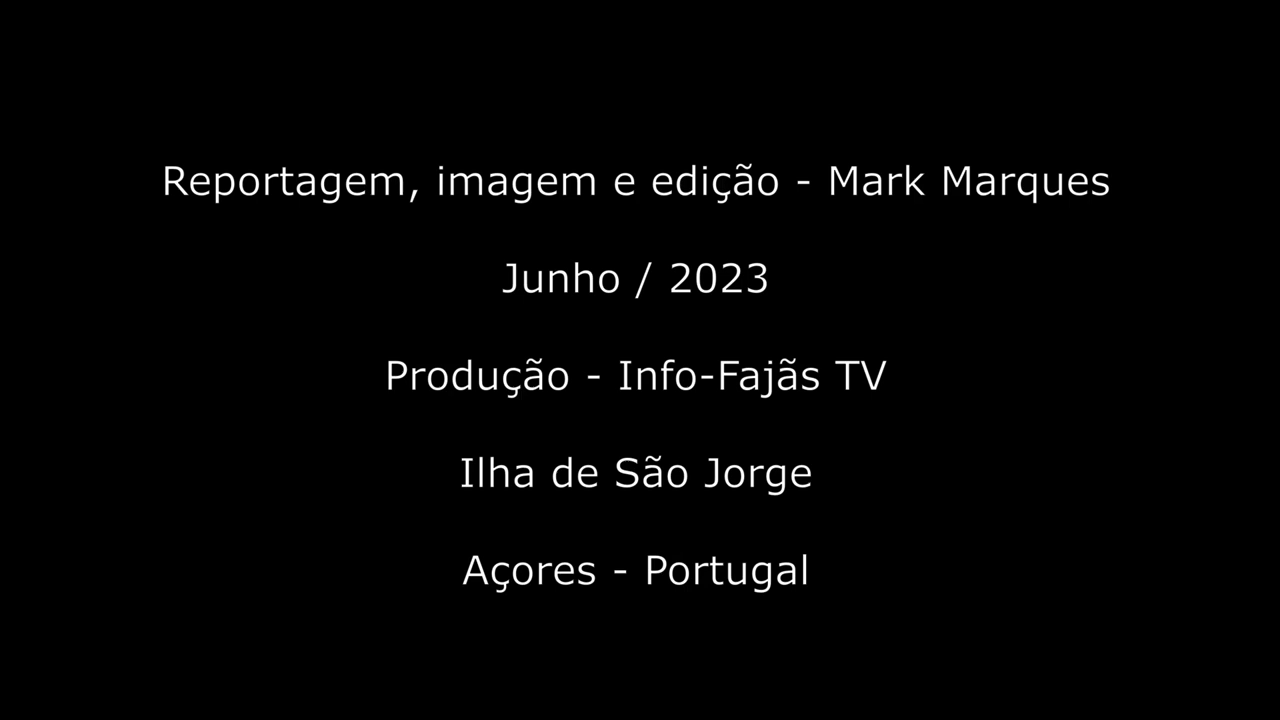 Reportagem, imagem e edição - Mark Marques
Junho / 2023
Produção - Info-Fajãs TV
Ilha de São Jorge
Açores - Portugal